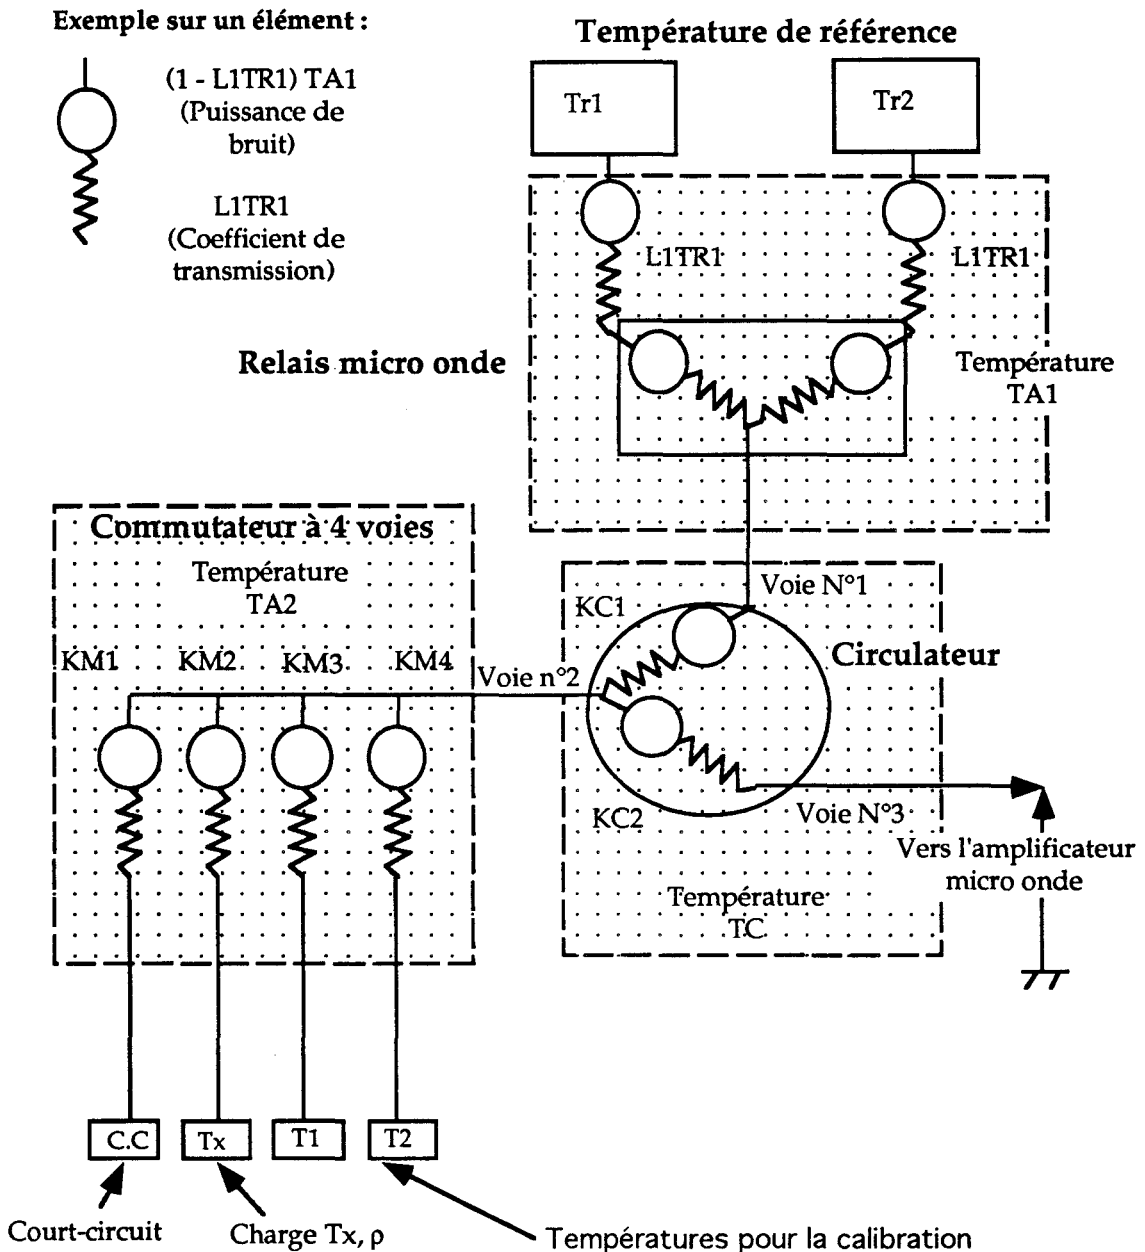 Exemple sur un élément :
(1 - L1TR1) TA1
(Puissance de
bruit)
L1TR1
(Coefficient de
transmission)
Température de référence
Tr1
Tr2
L1TR1
L1TR1
Relais micro onde
Température
TA1
Commutateur à 4 voies
Température
TA2
KM1
KM2
KM3
KM4
Voie n°2
Voie N°1
KC1
Circulateur
KC2
Voie N°3
Vers l'amplificateur
micro onde
Température
TC
C.C
Tx
T1
T2
Court-circuit
Charge Tx, ρ
Températures pour la calibration